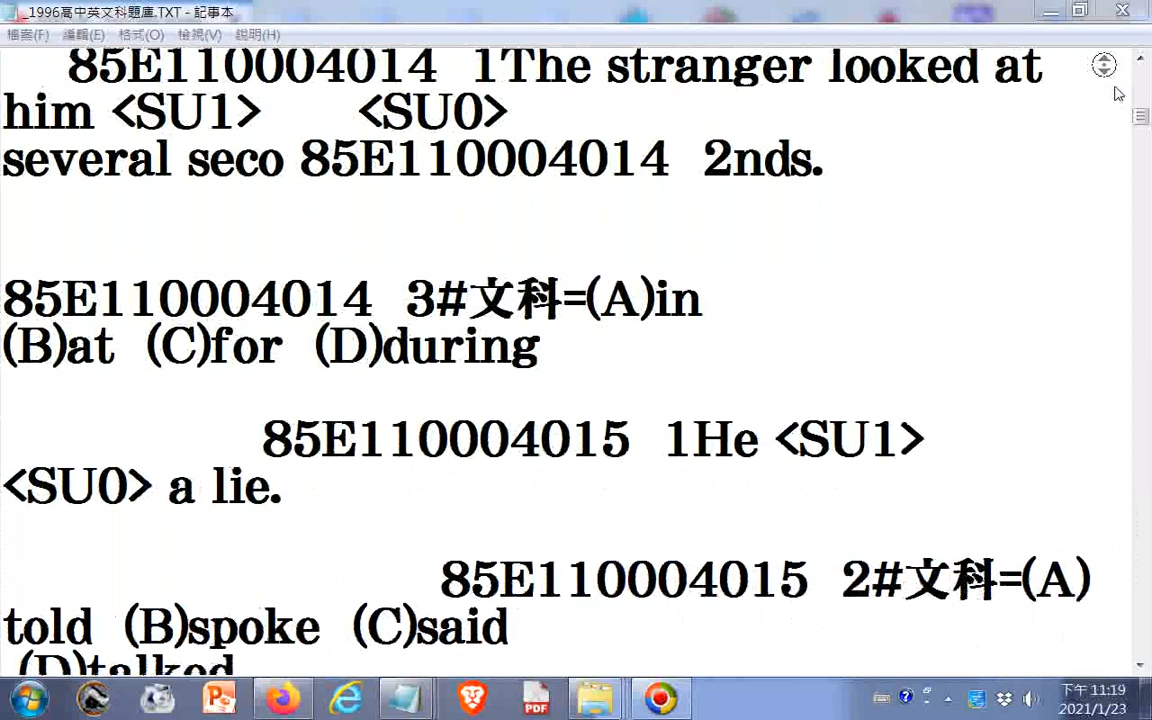 _1996高中英文科題庫.TXT - 記事本
檔案(F) 編輯(E) 格式(O) 檢視(V) 說明(H)
85E110004014 1The stranger looked at
him <SU1> <SU0>
several seco 85E110004014 2nds.
85E110004014 3#文科=(A)in
(B)at (C)for (D)during
85E110004015 1He <SU1>
<SU0> a lie.
85E110004015 2#文科=(A)
told (B)spoke (C)said
(D)talked
PDF
下午 11:19
2021/1/23